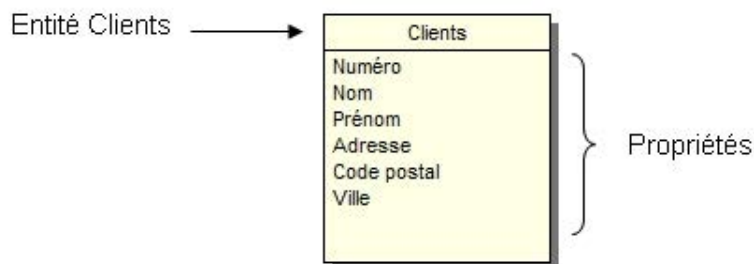 Entité Clients
Clients
Numéro
Nom
Prénom
Adresse
Code postal
Ville
Propriétés